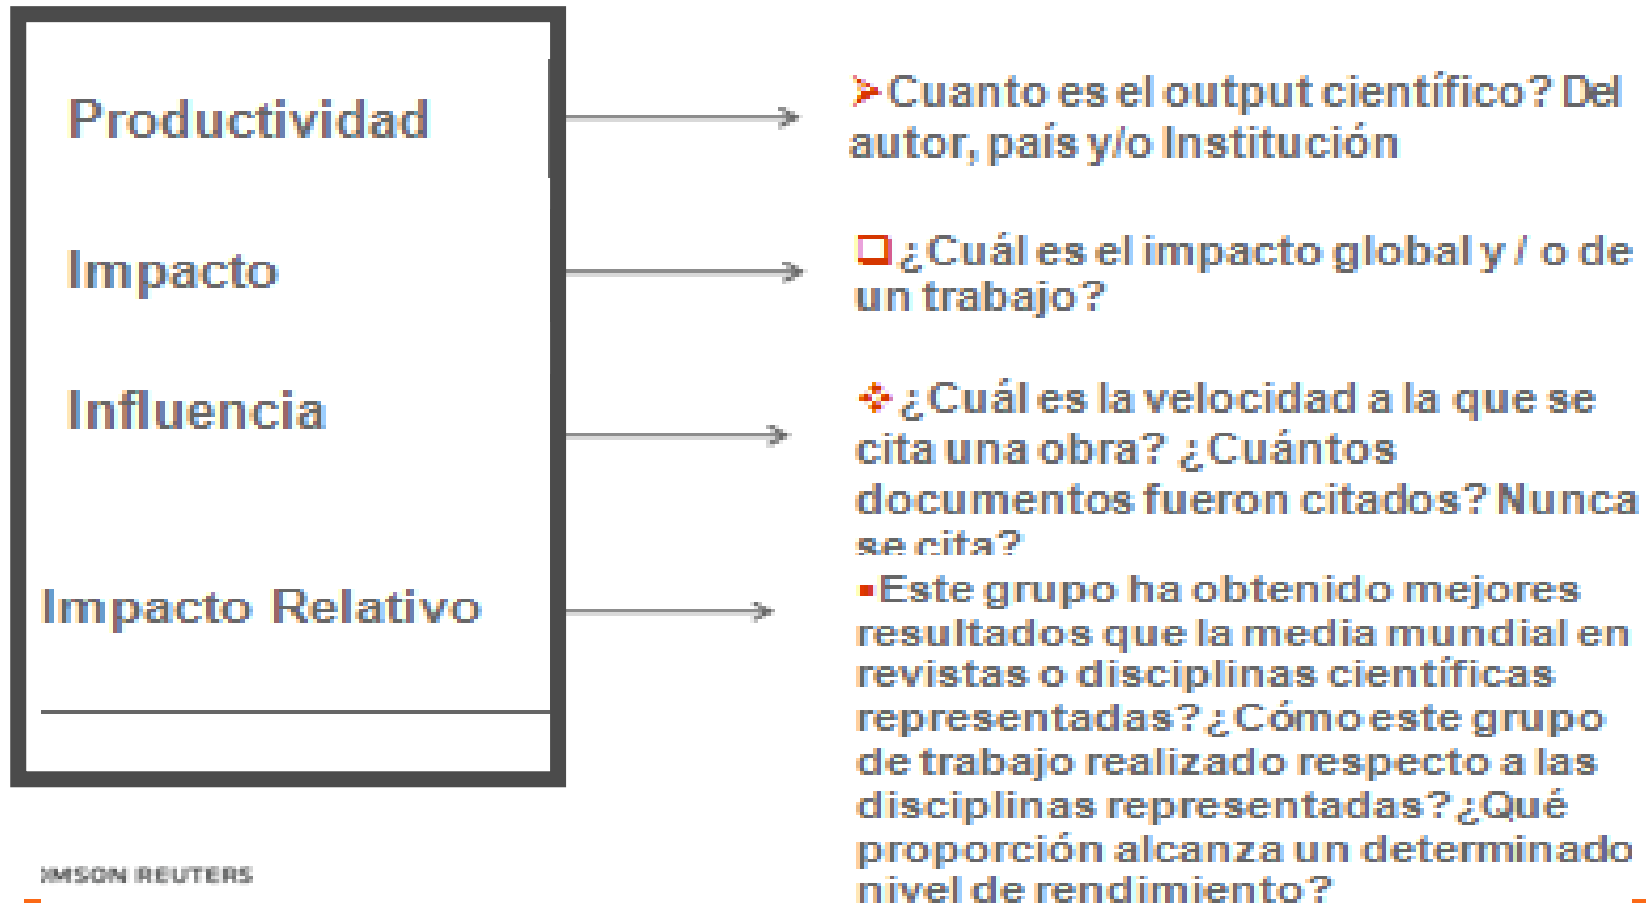 Productividad
Impacto
Influencia
Impacto Relativo
➢Cuanto es el output científico? Del
autor, país y/o Institución
❑¿Cuál es el impacto global y / o de
un trabajo?
❖¿Cuál es la velocidad a la que se
cita una obra? ¿Cuántos
documentos fueron citados? Nunca
se cita?
▪Este grupo ha obtenido mejores
resultados que la media mundial en
revistas o disciplinas científicas
representadas?¿Cómo este grupo
de trabajo realizado respecto a las
disciplinas representadas?¿Qué
proporción alcanza un determinado
nivel de rendimiento?
OMSON REUTERS